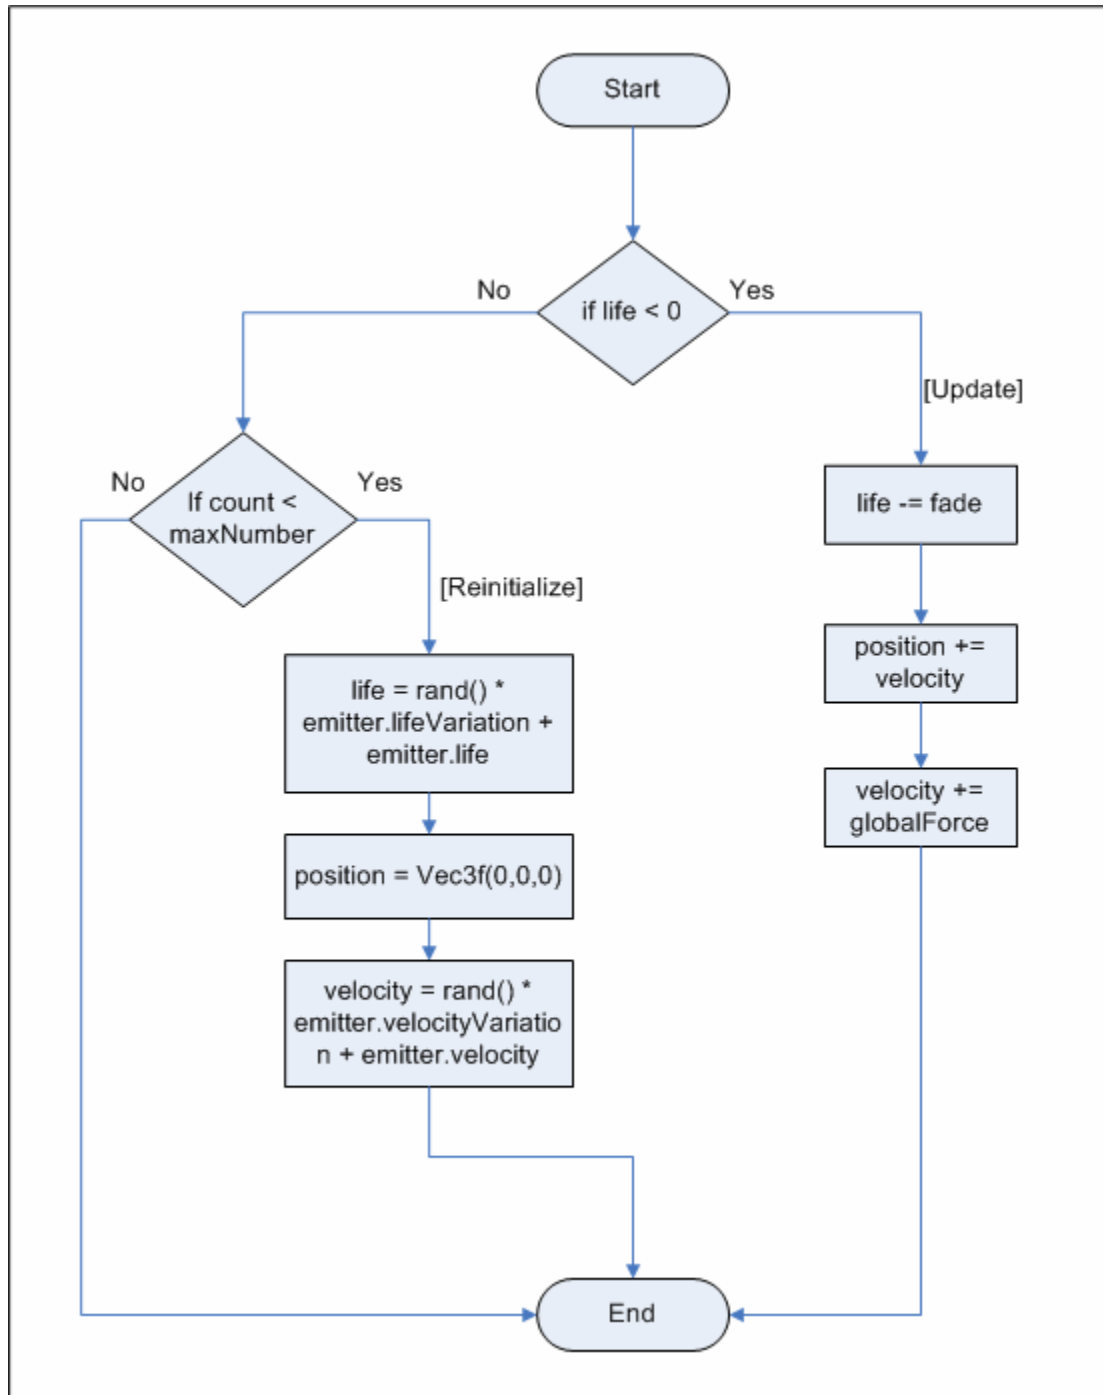 Start
No
Yes
if life < 0
[Update]
No
Yes
If count <
maxNumber
life -= fade
[Reinitialize]
position +=
velocity
life = rand() *
emitter.lifeVariation +
emitter.life
velocity +=
globalForce
position = Vec3f(0,0,0)
velocity = rand() *
emitter.velocityVariatio
n + emitter.velocity
End